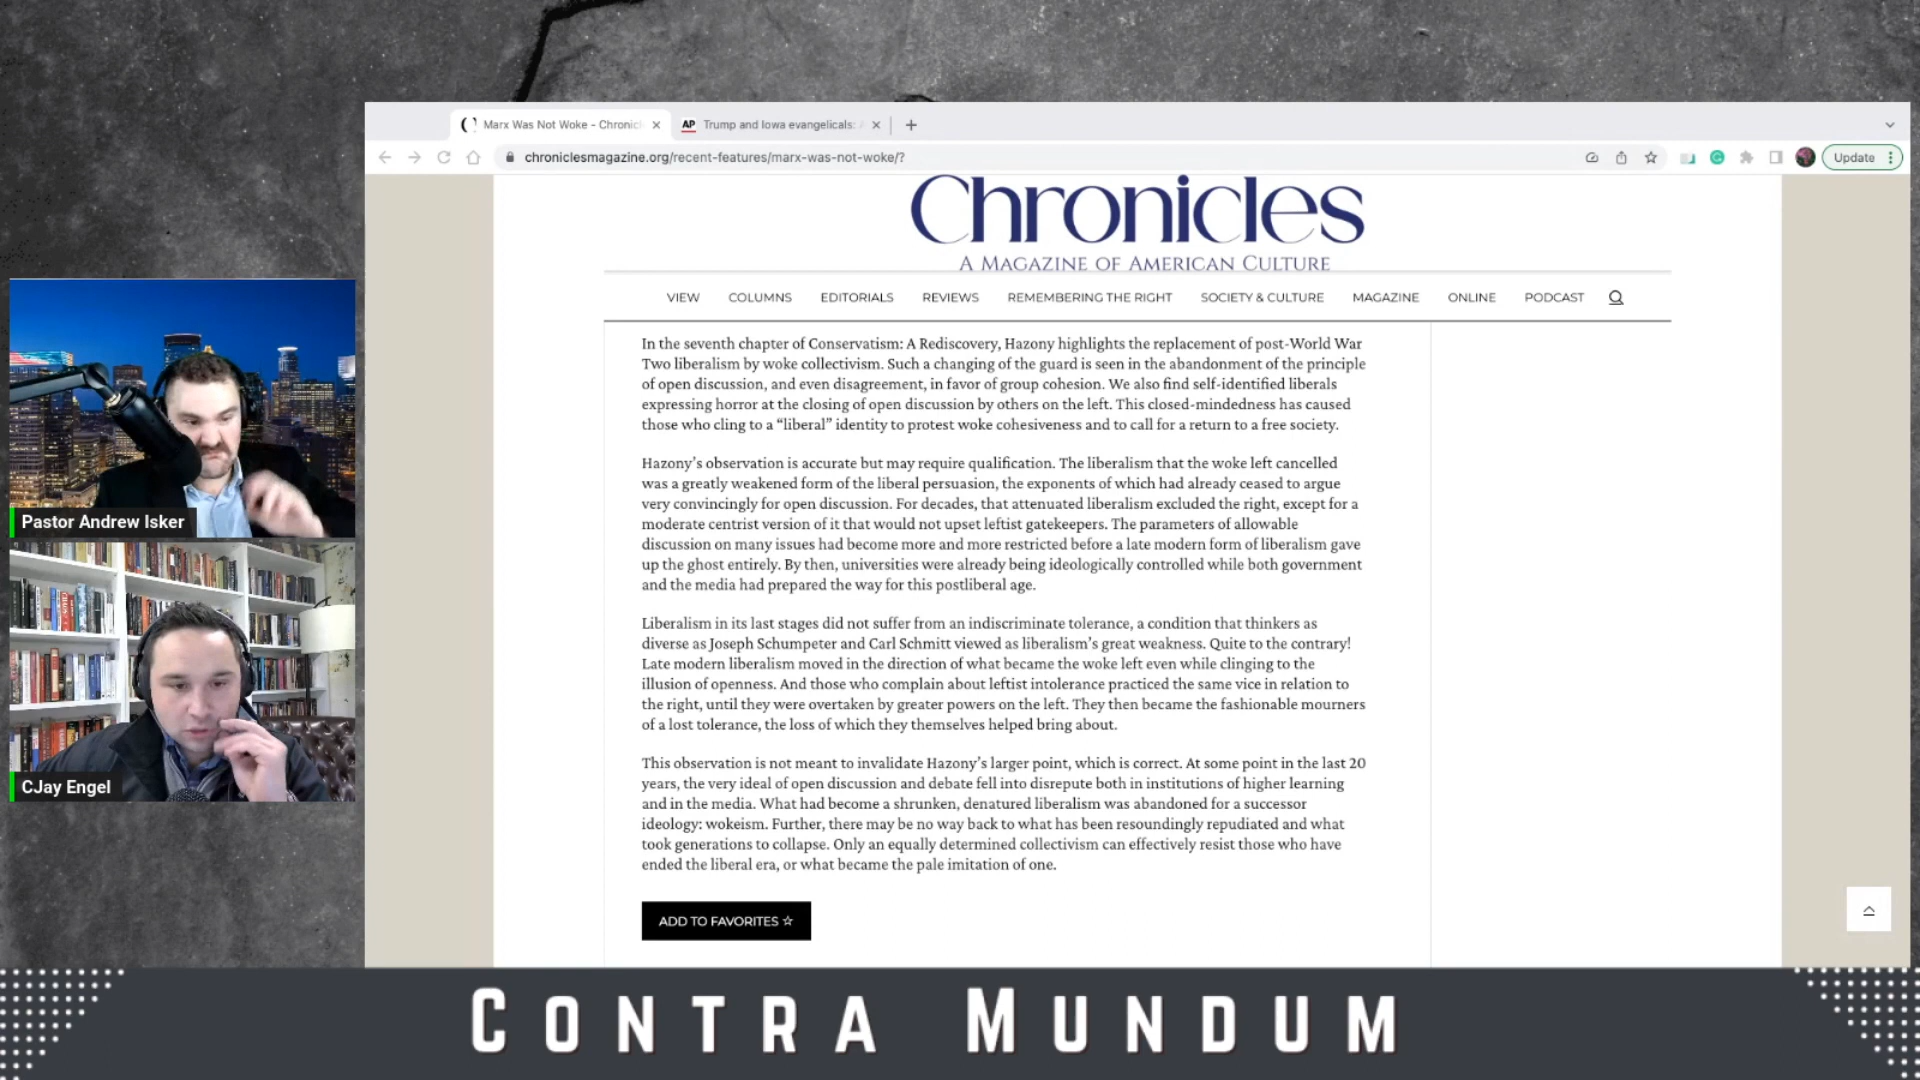 Marx Was Not Woke - Chronicl
AP Trump and Iowa evangelicals:
chroniclesmagazine.org/recent-features/marx-was-not-woke/?
Update
Chronicles
A MAGAZINE OF AMERICAN CULTURE
VIEW COLUMNS EDITORIALS REVIEWS REMEMBERING THE RIGHT SOCIETY & CULTURE MAGAZINE ONLINE PODCAST
In the seventh chapter of Conservatism: A Rediscovery, Hazony highlights the replacement of post-World War
Two liberalism by woke collectivism. Such a changing of the guard is seen in the abandonment of the principle
of open discussion, and even disagreement, in favor of group cohesion. We also find self-identified liberals
expressing horror at the closing of open discussion by others on the left. This closed-mindedness has caused
those who cling to a “liberal” identity to protest woke cohesiveness and to call for a return to a free society.
Hazony’s observation is accurate but may require qualification. The liberalism that the woke left cancelled
was a greatly weakened form of the liberal persuasion, the exponents of which had already ceased to argue
very convincingly for open discussion. For decades, that attenuated liberalism excluded the right, except for a
moderate centrist version of it that would not upset leftist gatekeepers. The parameters of allowable
discussion on many issues had become more and more restricted before a late modern form of liberalism gave
up the ghost entirely. By then, universities were already being ideologically controlled while both government
and the media had prepared the way for this postliberal age.
Liberalism in its last stages did not suffer from an indiscriminate tolerance, a condition that thinkers as
diverse as Joseph Schumpeter and Carl Schmitt viewed as liberalism’s great weakness. Quite to the contrary!
Late modern liberalism moved in the direction of what became the woke left even while clinging to the
illusion of openness. And those who complain about leftist intolerance practiced the same vice in relation to
the right, until they were overtaken by greater powers on the left. They then became the fashionable mourners
of a lost tolerance, the loss of which they themselves helped bring about.
This observation is not meant to invalidate Hazony’s larger point, which is correct. At some point in the last 20
years, the very ideal of open discussion and debate fell into disrepute both in institutions of higher learning
and in the media. What had become a shrunken, denatured liberalism was abandoned for a successor
ideology: wokeism. Further, there may be no way back to what has been resoundingly repudiated and what
took generations to collapse. Only an equally determined collectivism can effectively resist those who have
ended the liberal era, or what became the pale imitation of one.
ADD TO FAVORITES ☆
Pastor Andrew Isker
CJay Engel
CONTRA MUNDUM